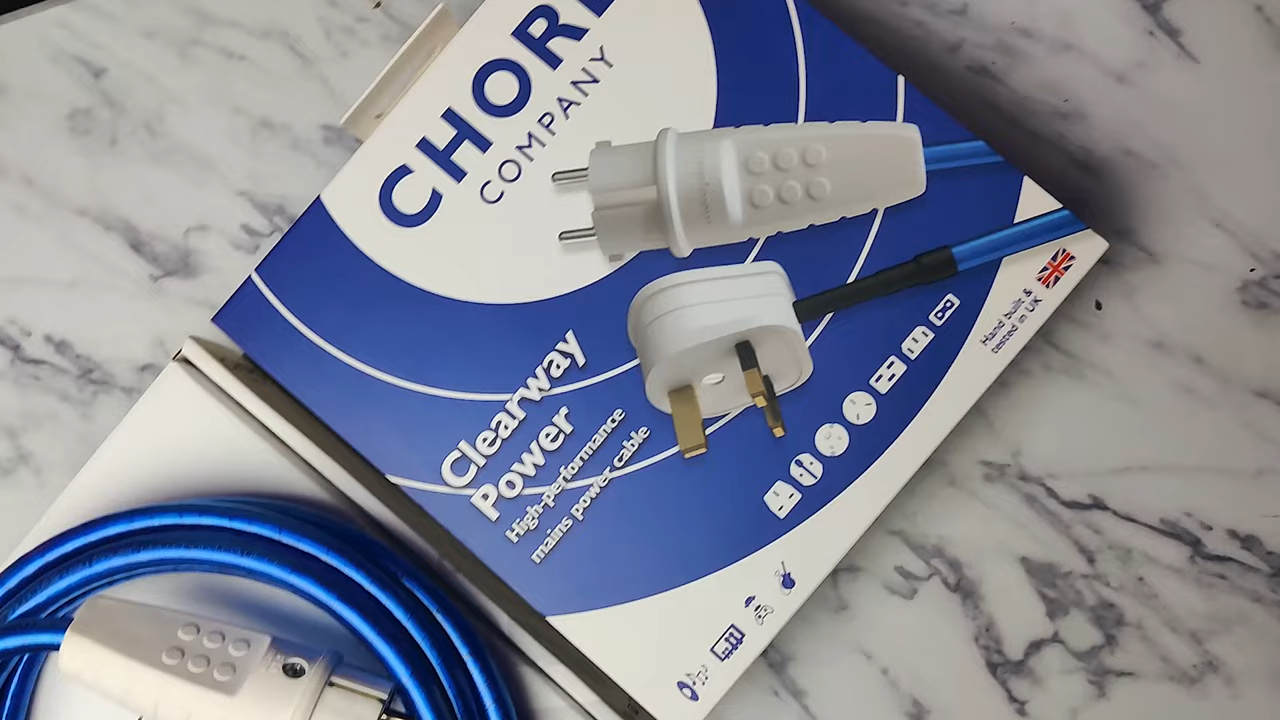 CHORD
COMPANY
Clearway
Power
High-performance
mains power cable
Hand built &
tested in UK